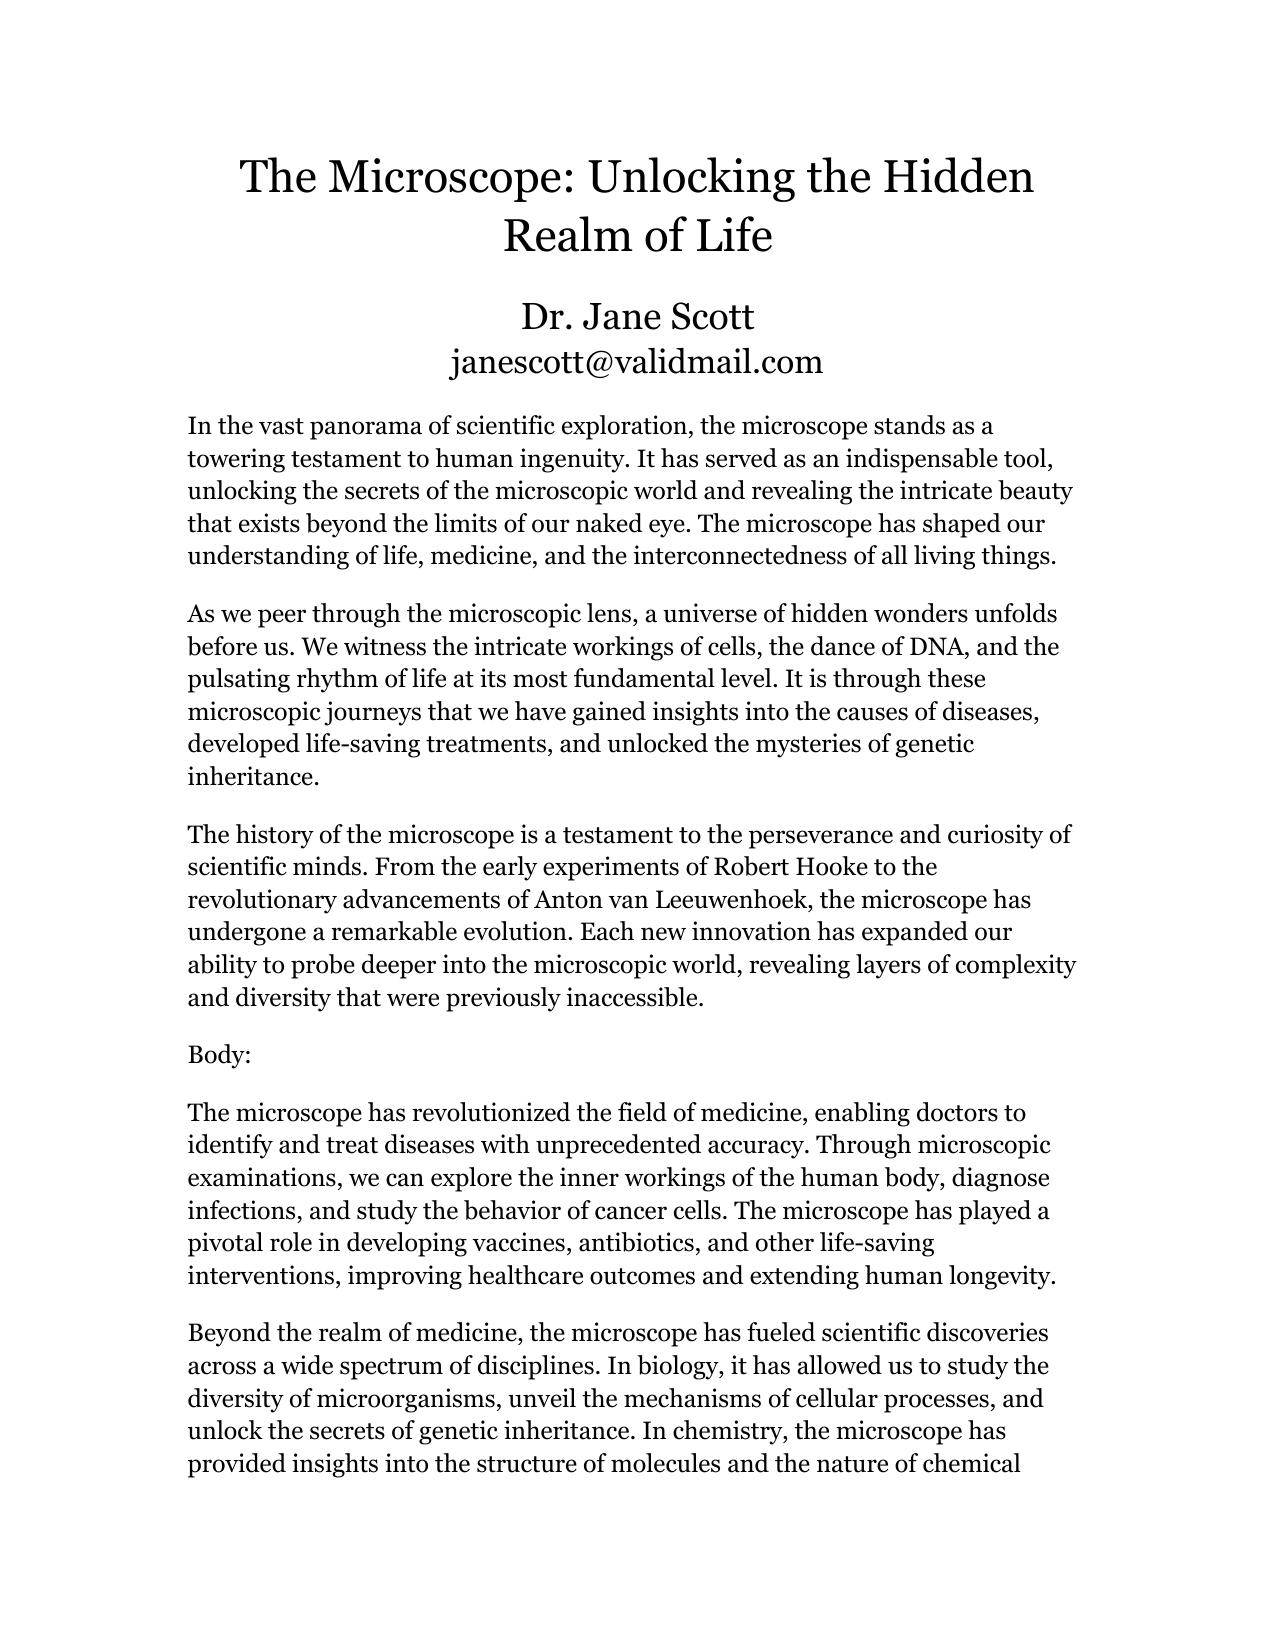 The Microscope: Unlocking the Hidden
Realm of Life
Dr. Jane Scott
janescott@validmail.com
In the vast panorama of scientific exploration, the microscope stands as a
towering testament to human ingenuity. It has served as an indispensable tool,
unlocking the secrets of the microscopic world and revealing the intricate beauty
that exists beyond the limits of our naked eye. The microscope has shaped our
understanding of life, medicine, and the interconnectedness of all living things.
As we peer through the microscopic lens, a universe of hidden wonders unfolds
before us. We witness the intricate workings of cells, the dance of DNA, and the
pulsating rhythm of life at its most fundamental level. It is through these
microscopic journeys that we have gained insights into the causes of diseases,
developed life-saving treatments, and unlocked the mysteries of genetic
inheritance.
The history of the microscope is a testament to the perseverance and curiosity of
scientific minds. From the early experiments of Robert Hooke to the
revolutionary advancements of Anton van Leeuwenhoek, the microscope has
undergone a remarkable evolution. Each new innovation has expanded our
ability to probe deeper into the microscopic world, revealing layers of complexity
and diversity that were previously inaccessible.
Body:
The microscope has revolutionized the field of medicine, enabling doctors to
identify and treat diseases with unprecedented accuracy. Through microscopic
examinations, we can explore the inner workings of the human body, diagnose
infections, and study the behavior of cancer cells. The microscope has played a
pivotal role in developing vaccines, antibiotics, and other life-saving
interventions, improving healthcare outcomes and extending human longevity.
Beyond the realm of medicine, the microscope has fueled scientific discoveries
across a wide spectrum of disciplines. In biology, it has allowed us to study the
diversity of microorganisms, unveil the mechanisms of cellular processes, and
unlock the secrets of genetic inheritance. In chemistry, the microscope has
provided insights into the structure of molecules and the nature of chemical